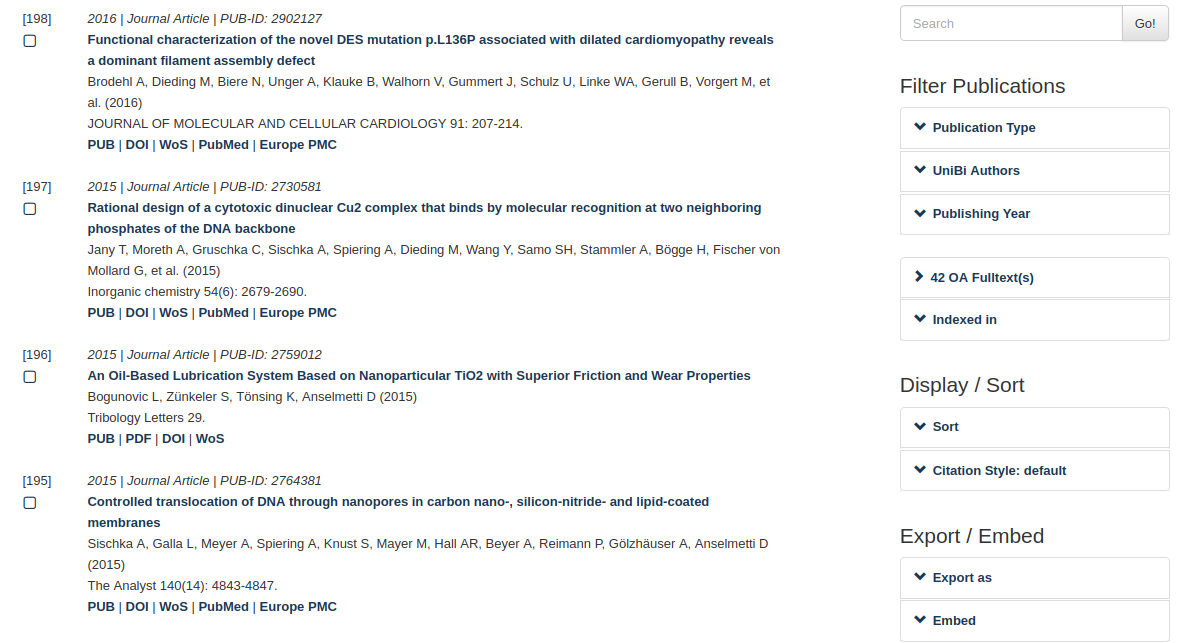 [198]
2016 | Journal Article | PUB-ID: 2902127
Functional characterization of the novel DES mutation p.L136P associated with dilated cardiomyopathy reveals
a dominant filament assembly defect
Brodehl A, Dieding M, Biere N, Unger A, Klauke B, Walhorn V, Gummert J, Schulz U, Linke WA, Gerull B, Vorgert M, et
al. (2016)
JOURNAL OF MOLECULAR AND CELLULAR CARDIOLOGY 91: 207-214.
PUB | DOI | WoS | PubMed | Europe PMC
[197]
2015 | Journal Article | PUB-ID: 2730581
Rational design of a cytotoxic dinuclear Cu2 complex that binds by molecular recognition at two neighboring
phosphates of the DNA backbone
Jany T, Moreth A, Gruschka C, Sischka A, Spiering A, Dieding M, Wang Y, Samo SH, Stammler A, Bögge H, Fischer von
Mollard G, et al. (2015)
Inorganic chemistry 54(6): 2679-2690.
PUB | DOI | WoS | PubMed | Europe PMC
[196]
2015 | Journal Article | PUB-ID: 2759012
An Oil-Based Lubrication System Based on Nanoparticular TiO2 with Superior Friction and Wear Properties
Bogunovic L, Zünkeler S, Tönsing K, Anselmetti D (2015)
Tribology Letters 29.
PUB | PDF | DOI | WoS
[195]
2015 | Journal Article | PUB-ID: 2764381
Controlled translocation of DNA through nanopores in carbon nano-, silicon-nitride- and lipid-coated
membranes
Sischka A, Galla L, Meyer A, Spiering A, Knust S, Mayer M, Hall AR, Beyer A, Reimann P, Gölzhäuser A, Anselmetti D
(2015)
The Analyst 140(14): 4843-4847.
PUB | DOI | WoS | PubMed | Europe PMC
Search
Go!
Filter Publications
Publication Type
UniBi Authors
Publishing Year
42 OA Fulltext(s)
Indexed in
Display / Sort
Sort
Citation Style: default
Export / Embed
Export as
Embed